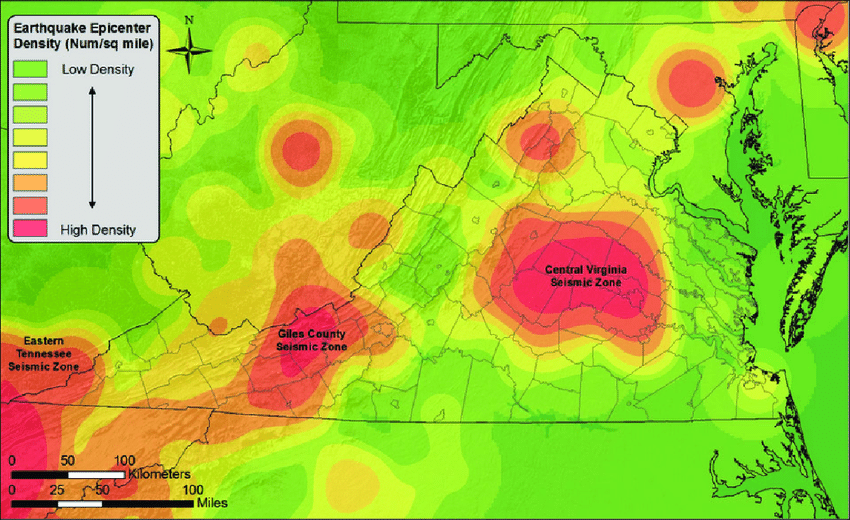 Earthquake Epicenter
Density (Num/sq mile)
Low Density
High Density
N
Central Virginia
Seismic Zone
Giles County
Seismic Zone
Eastern
Tennessee
Seismic Zone
0 50 100
Kilometers
0 25 50 100
Miles